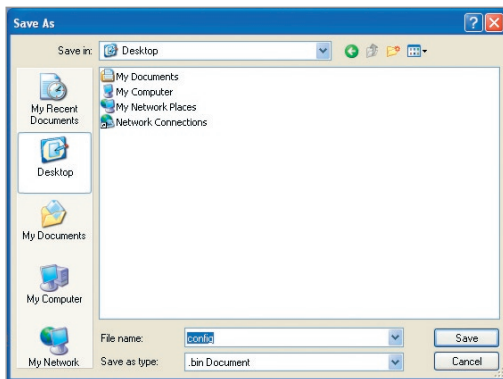 Save As
Save in:
Desktop
My Recent
Documents
Desktop
My Documents
My Computer
My Network
My Documents
My Computer
My Network Places
Network Connections
File name:
config
Save
Save as type:
.bin Document
Cancel